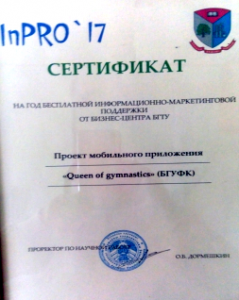 InPRO`17
СЕРТИФИКАТ
НА ГОД БЕСПЛАТНОЙ ИНФОРМАЦИОННО-МАРКЕТИНГОВОЙ
ПОДДЕРЖКИ
ОТ БИЗНЕС-ЦЕНТРА БГТУ
Проект мобильного приложения
«Queen of gymnastics» (БГУФК)
ПРОРЕКТОР ПО НАУЧНОЙ
О.Б. ДОРМЕШКИН